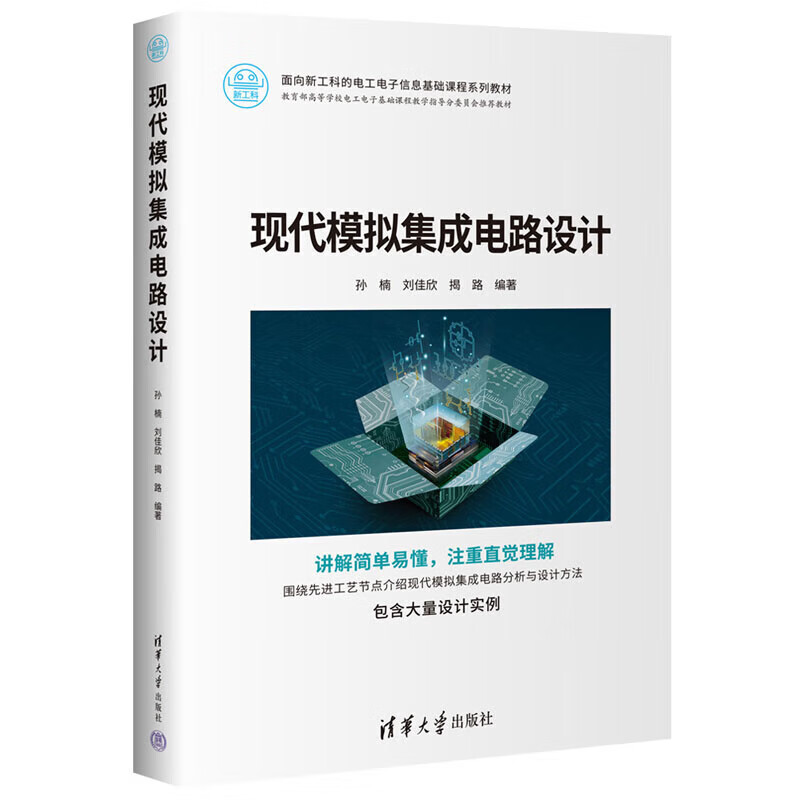 新工科
面向新工科的电工电子信息基础课程系列教材
教育部高等学校电工电子基础课程教学指导分委员会推荐教材
现代模拟集成电路设计
孙 楠 刘佳欣 揭 路 编著
讲解简单易懂，注重直觉理解
围绕先进工艺节点介绍现代模拟集成电路分析与设计方法
包含大量设计实例
清华大学出版社
现代模拟集成电路设计
孙 楠 刘佳欣 揭 路 编著
清华大学出版社